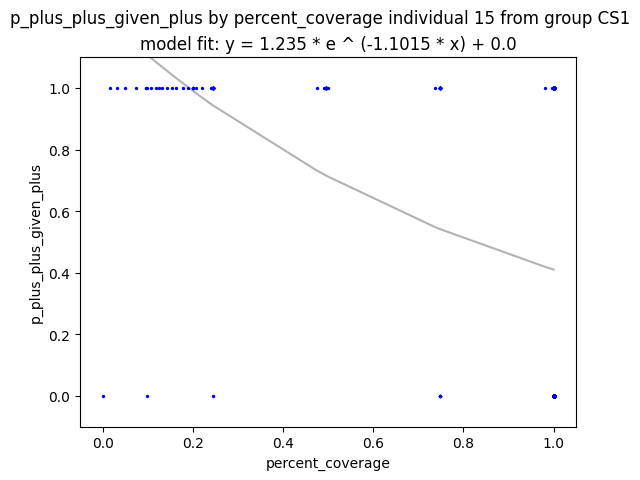 p_plus_plus_given_plus by percent_coverage individual 15 from group CS1
model fit: y = 1.235 * e ^ (-1.1015 * x) + 0.0
1.0
0.8
0.6
0.4
0.2
0.0
p_plus_plus_given_plus
0.0 0.2 0.4 0.6 0.8 1.0
percent_coverage